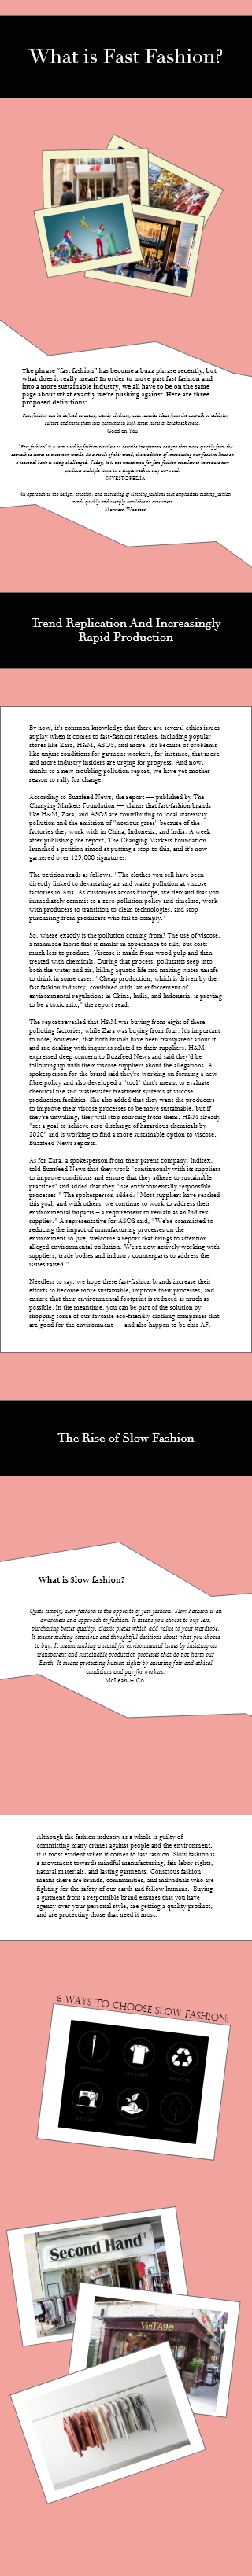 What is Fast Fashion?
H&M
The phrase "fast fashion" has become a buzz phrase recently, but
what does it really mean? In order to move past fast fashion and
into a more sustainable industry, we all have to be on the same
page about what exactly we're pushing against. Here are three
proposed definitions:
Fast fashion can be defined as cheap, trendy clothing, that samples ideas from the catwalk or celebrity
culture and turns them into garments in high street stores at breakneck speed.
Good on You
"Fast fashion" is a term used by fashion retailers to describe inexpensive designs that move quickly from the
catwalk to stores to meet new trends. As a result of this trend, the tradition of introducing new fashion lines on
a seasonal basis is being challenged. Today, it is not uncommon for fast-fashion retailers to introduce new
products multiple times in a single week to stay on-trend.
INVESTOPEDIA
An approach to the design, creation, and marketing of clothing fashions that emphasizes making fashion
trends quickly and cheaply available to consumers.
Merriam Webster
Trend Replication And Increasingly
Rapid Production
By now, it's common knowledge that there are several ethics issues
at play when it comes to fast-fashion retailers, including popular
stores like Zara, H&M, ASOS, and more. It's because of problems
like unjust conditions for garment workers, for instance, that more
and more industry insiders are urging for progress. And now,
thanks to a new troubling pollution report, we have yet another
reason to rally for change.
According to Buzzfeed News, the report — published by The
Changing Markets Foundation — claims that fast-fashion brands
like H&M, Zara, and ASOS are contributing to local waterway
pollution and the emission of "noxious gases" because of the
factories they work with in China, Indonesia, and India. A week
after publishing the report, The Changing Markets Foundation
launched a petition aimed at putting a stop to this, and it's now
garnered over 129,000 signatures.
The petition reads as follows: "The clothes you sell have been
directly linked to devastating air and water pollution at viscose
factories in Asia. As customers across Europe, we demand that you
immediately commit to a zero pollution policy and timeline, work
with producers to transition to clean technologies, and stop
purchasing from producers who fail to comply."
So, where exactly is the pollution coming from? The use of viscose,
a manmade fabric that is similar in appearance to silk, but costs
much less to produce. Viscose is made from wood pulp and then
treated with chemicals. During that process, pollutions seep into
both the water and air, killing aquatic life and making water unsafe
to drink in some cases. "Cheap production, which is driven by the
fast fashion industry, combined with lax enforcement of
environmental regulations in China, India, and Indonesia, is proving
to be a toxic mix," the report read.
The report revealed that H&M was buying from eight of these
polluting factories, while Zara was buying from four. It's important
to note, however, that both brands have been transparent about it
and are dealing with inquiries related to their suppliers. H&M
expressed deep concern to Buzzfeed News and said they'd be
following up with their viscose units about the allegations. A
spokesperson for the brand said they're working on forming a new
fibre policy and also developed a "tool" that's means to evaluate
chemical use and wastewater treatment systems at viscose
production facilities. She also added that they want the producers
to improve their viscose processes to be more sustainable, but if
they're unwilling, they will stop sourcing from them. H&M already
"set a goal to achieve zero discharge of hazardous chemicals by
2020" and is working to find a more sustainable option to viscose,
Buzzfeed News reports.
As for Zara, a spokesperson from their parent company, Inditex,
told Buzzfeed News that they work "continuously with its suppliers
to improve conditions and ensure that they adhere to sustainable
practices" and added that they "use environmentally responsible
processes." The spokesperson added: "Most suppliers have reached
this goal, and with others, we continue to work to address their
environmental impacts – a requirement to remain as an Inditex
supplier." A representative for ASOS said, "We're committed to
reducing the impact of manufacturing processes on the
environment so [we] welcome a report that brings to attention
alleged environmental pollution. We're now actively working with
suppliers, trade bodies and industry counterparts to address the
issues raised."
Needless to say, we hope these fast-fashion brands increase their
efforts to become more sustainable, improve their processes, and
ensure that their environmental footprint is reduced as much as
possible. In the meantime, you can be part of the solution by
shopping some of our favorite eco-friendly clothing companies that
are good for the environment — and also happen to be chic AF.
The Rise of Slow Fashion
What is Slow fashion?
Quite simply, slow fashion is the opposite of fast fashion. Slow Fashion is an
awareness and approach to fashion. It means you choose to buy less,
purchasing better quality, classic pieces which add value to your wardrobe.
It means making conscious and thoughtful decisions about what you choose
to buy. It means making a stand for environmental issues by insisting on
transparent and sustainable production processes that do not harm our
Earth. It means protecting human rights by ensuring fair and ethical
conditions and pay for workers.
McLean & Co.
Although the fashion industry as a whole is guilty of
committing many crimes against people and the environment,
it is most evident when it come to fast fashion. Slow fashion is
a movement towards mindful manufacturing, fair labor rights,
natural materials, and lasting garments. Conscious fashion
means there are brands, communities, and individuals who are
fighting for the safety of our earth and fellow humans. Buying
a garment from a responsible brand ensures that you have
agency over your personal style, are getting a quality product,
and are protecting those that need it most.
6 WAYS TO CHOOSE SLOW FASHION:
Second Hand
VinTAge